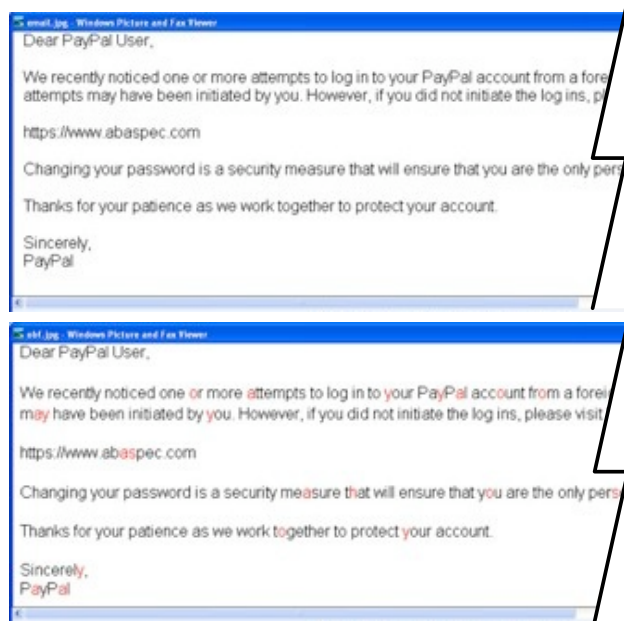 email.jpg - Windows Picture and Fax Viewer
Dear PayPal User,
We recently noticed one or more attempts to log in to your PayPal account from a
attempts may have been initiated by you. However, if you did not initiate the log ins,
https://www.abaspec.com
Changing your password is a security measure that will ensure that you are the only
Thanks for your patience as we work together to protect your account.
Sincerely,
PayPal
obf.jpg - Windows Picture and Fax Viewer
Dear PayPal User,
We recently noticed one or more attempts to log in to your PayPal account from a
may have been initiated by you. However, if you did not initiate the log ins, please visit
https://www.abaspec.com
Changing your password is a security measure that will ensure that you are the only
Thanks for your patience as we work together to protect your account.
Sincerely,
PayPal